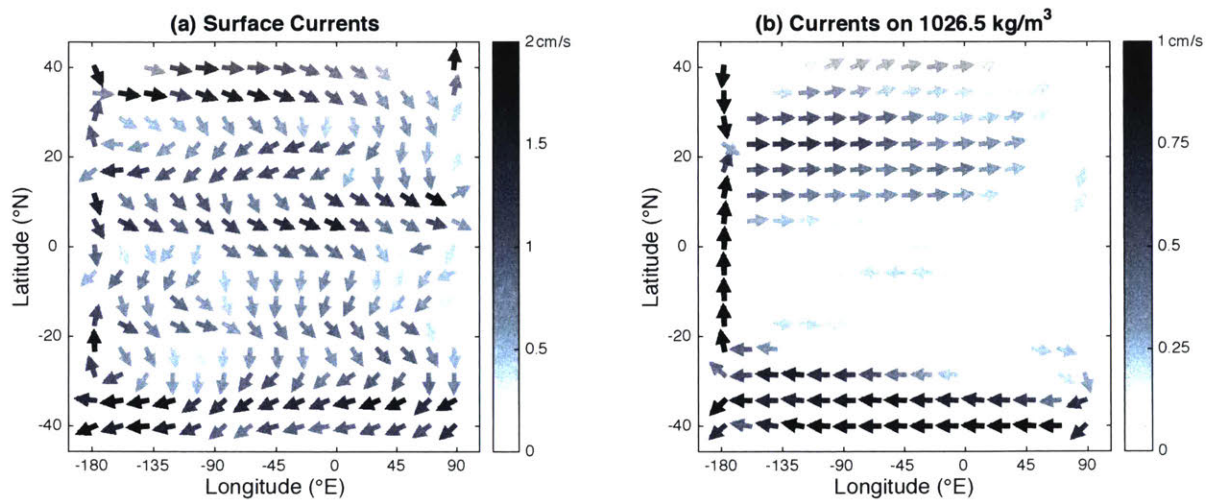 (a) Surface Currents
(b) Currents on 1026.5 kg/m³
2 cm/s
1.5
1
0.5
0
40
20
0
-20
-40
Latitude (°N)
-180 -135 -90 -45 0 45 90
Longitude (°E)
1 cm/s
0.75
0.5
0.25
0
40
20
0
-20
-40
Latitude (°N)
-180 -135 -90 -45 0 45 90
Longitude (°E)